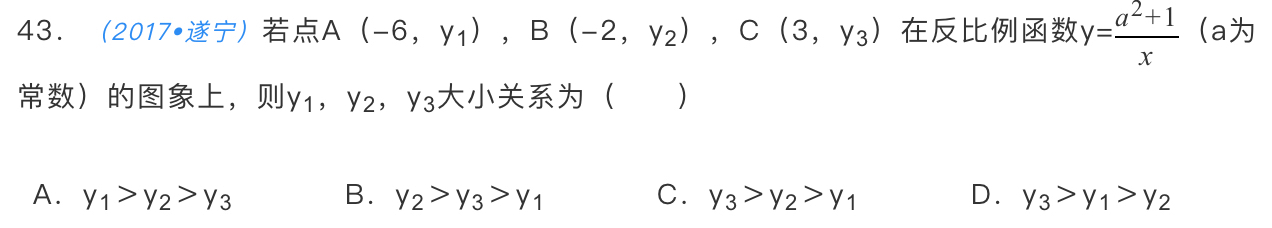 43. （2017•遂宁）若点A（-6，y₁），B（-2，y₂），C（3，y₃）在反比例函数y=\frac{a^2+1}{x}（a为
常数）的图象上，则y₁，y₂，y₃大小关系为（　　）
A. y₁>y₂>y₃ B. y₂>y₃>y₁ C. y₃>y₂>y₁ D. y₃>y₁>y₂